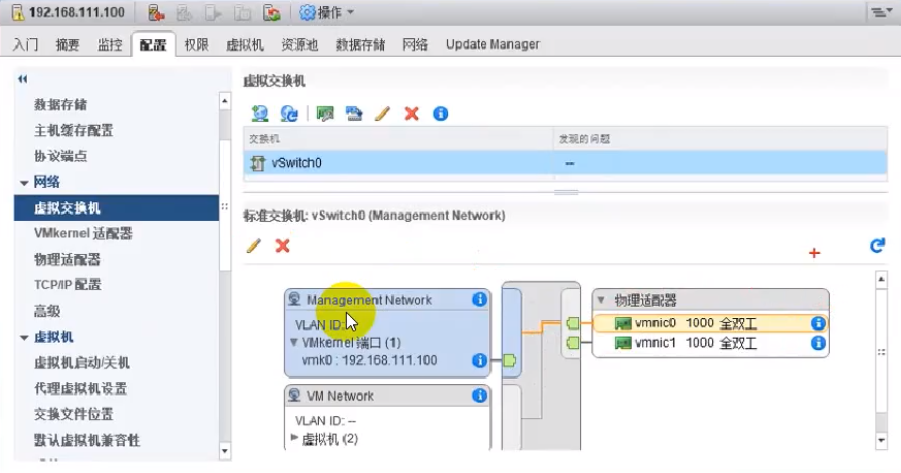 192.168.111.100 操作
入门 摘要 监控 配置 权限 虚拟机 资源池 数据存储 网络 Update Manager
数据存储
主机缓存配置
协议端点
网络
虚拟交换机
VMkernel 适配器
物理适配器
TCP/IP 配置
高级
虚拟机
虚拟机启动/关机
代理虚拟机设置
交换文件位置
默认虚拟机兼容性
虚拟交换机
交换机 发现的问题
vSwitch0 --
标准交换机: vSwitch0 (Management Network)
Management Network
VLAN ID:
VMkernel 端口 (1)
vmk0 : 192.168.111.100
VM Network
VLAN ID: --
虚拟机 (2)
物理适配器
vmnic0 1000 全双工
vmnic1 1000 全双工